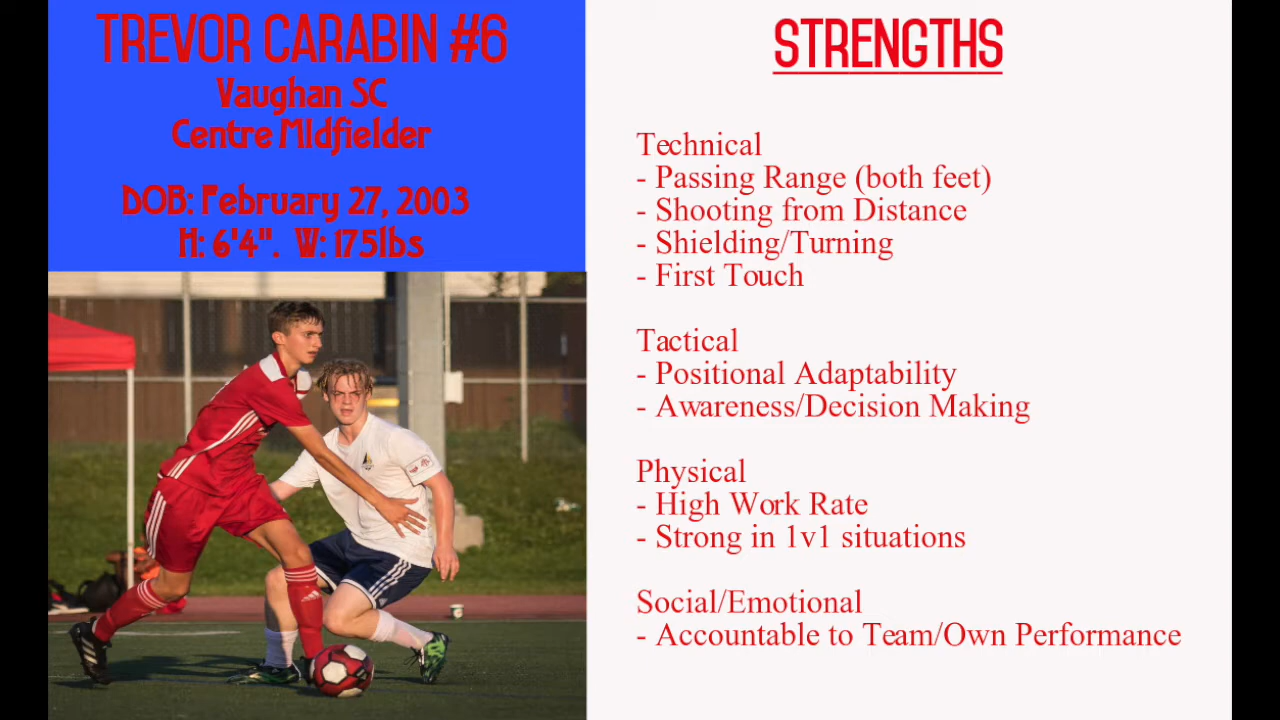 TREVOR CARABIN #6
Vaughan SC
Centre MIdfielder
DOB: February 27, 2003
H: 6'4".  W: 175lbs
STRENGTHS
Technical
- Passing Range (both feet)
- Shooting from Distance
- Shielding/Turning
- First Touch
Tactical
- Positional Adaptability
- Awareness/Decision Making
Physical
- High Work Rate
- Strong in 1v1 situations
Social/Emotional
- Accountable to Team/Own Performance